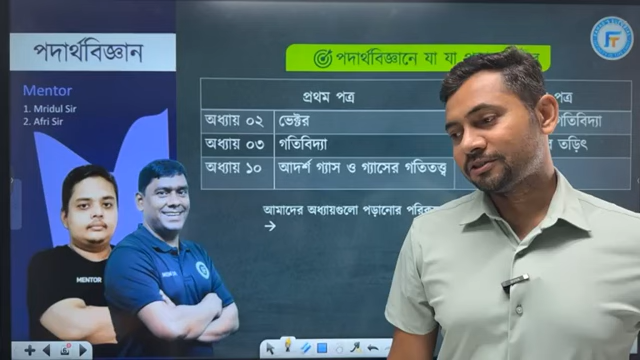 পদার্থবিজ্ঞান
Mentor
1. Mridul Sir
2. Afri Sir
MENTOR
পদার্থবিজ্ঞানে যা যা
প্রথম পত্র
পত্র
অধ্যায় ০২ ভেক্টর
অধ্যায় ০৩ গতিবিদ্যা
তড়িৎ
অধ্যায় ১০ আদর্শ গ্যাস ও গ্যাসের গতিতত্ত্ব
আমাদের অধ্যায়গুলো পড়ানোর
→